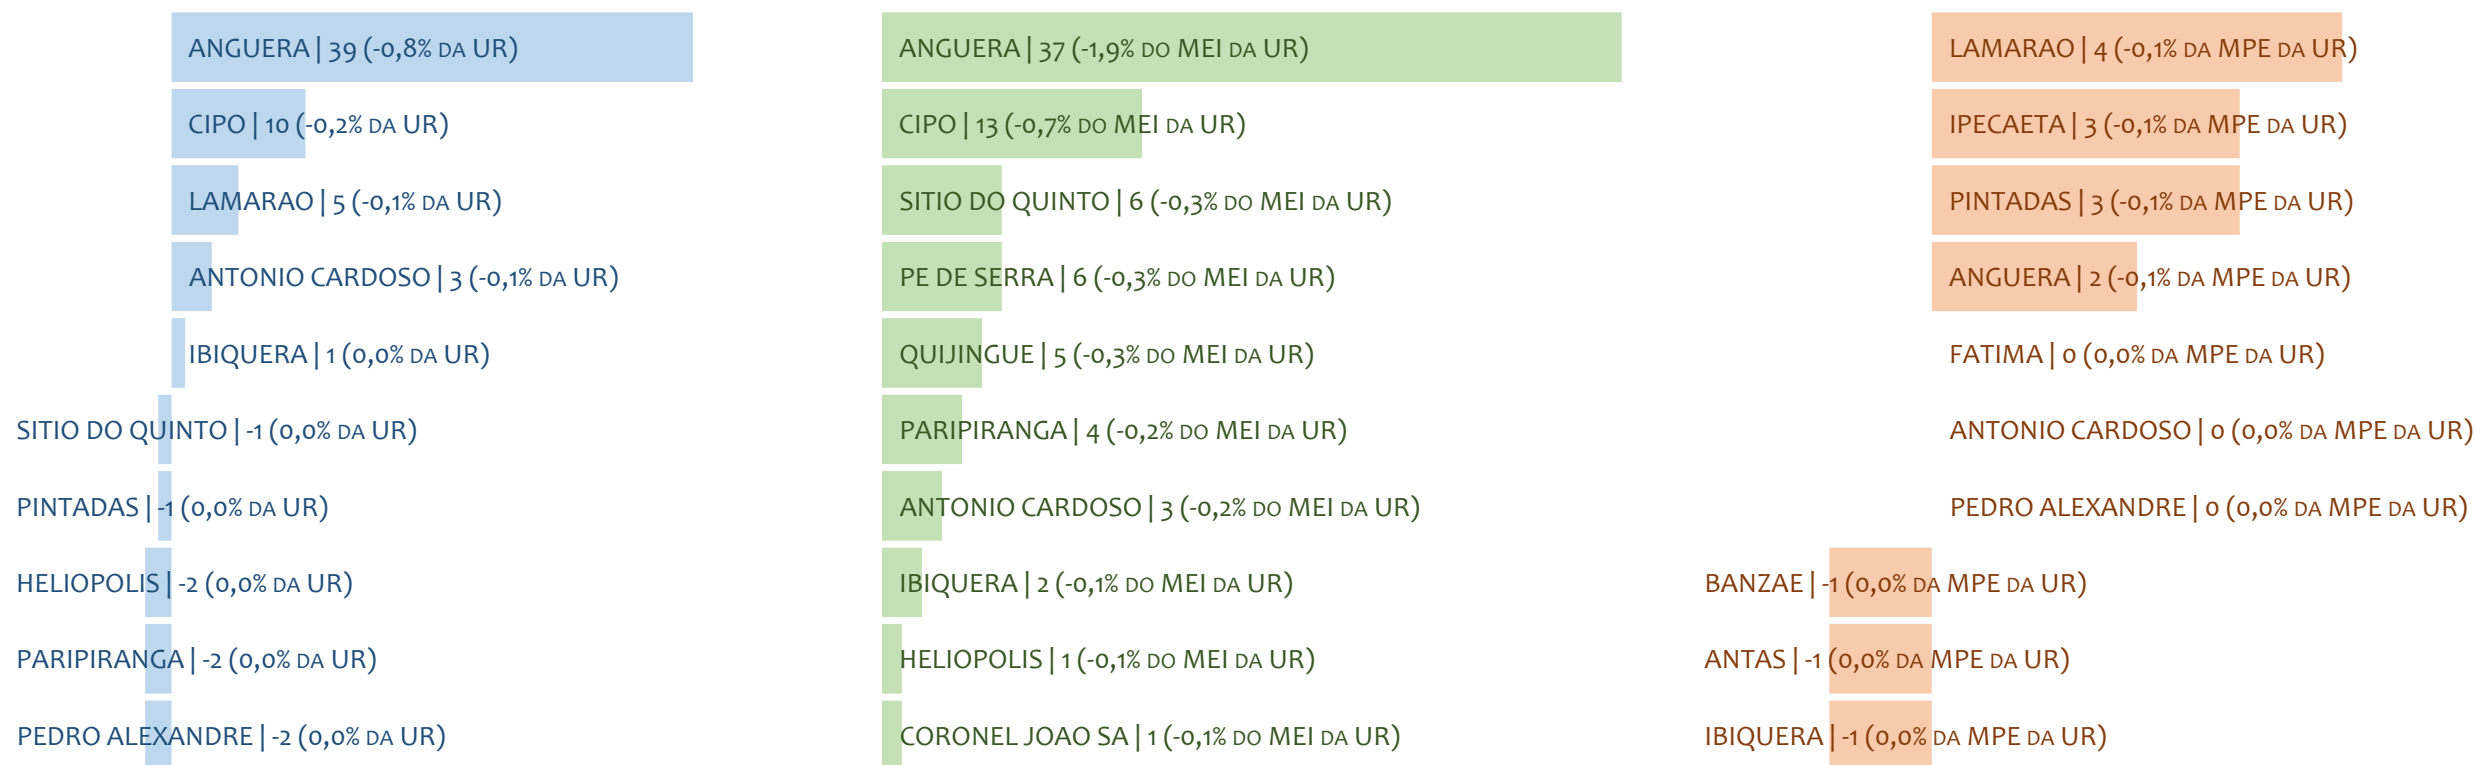 ANGUERA | 39 (-0,8% DA UR)
CIPO | 10 (-0,2% DA UR)
LAMARAO | 5 (-0,1% DA UR)
ANTONIO CARDOSO | 3 (-0,1% DA UR)
IBIQUERA | 1 (0,0% DA UR)
SITIO DO QUINTO | -1 (0,0% DA UR)
PINTADAS | -1 (0,0% DA UR)
HELIOPOLIS | -2 (0,0% DA UR)
PARIPIRANGA | -2 (0,0% DA UR)
PEDRO ALEXANDRE | -2 (0,0% DA UR)
ANGUERA | 37 (-1,9% DO MEI DA UR)
CIPO | 13 (-0,7% DO MEI DA UR)
SITIO DO QUINTO | 6 (-0,3% DO MEI DA UR)
PE DE SERRA | 6 (-0,3% DO MEI DA UR)
QUIJINGUE | 5 (-0,3% DO MEI DA UR)
PARIPIRANGA | 4 (-0,2% DO MEI DA UR)
ANTONIO CARDOSO | 3 (-0,2% DO MEI DA UR)
IBIQUERA | 2 (-0,1% DO MEI DA UR)
HELIOPOLIS | 1 (-0,1% DO MEI DA UR)
CORONEL JOAO SA | 1 (-0,1% DO MEI DA UR)
LAMARAO | 4 (-0,1% DA MPE DA UR)
IPECAETA | 3 (-0,1% DA MPE DA UR)
PINTADAS | 3 (-0,1% DA MPE DA UR)
ANGUERA | 2 (-0,1% DA MPE DA UR)
FATIMA | 0 (0,0% DA MPE DA UR)
ANTONIO CARDOSO | 0 (0,0% DA MPE DA UR)
PEDRO ALEXANDRE | 0 (0,0% DA MPE DA UR)
BANZAE | -1 (0,0% DA MPE DA UR)
ANTAS | -1 (0,0% DA MPE DA UR)
IBIQUERA | -1 (0,0% DA MPE DA UR)